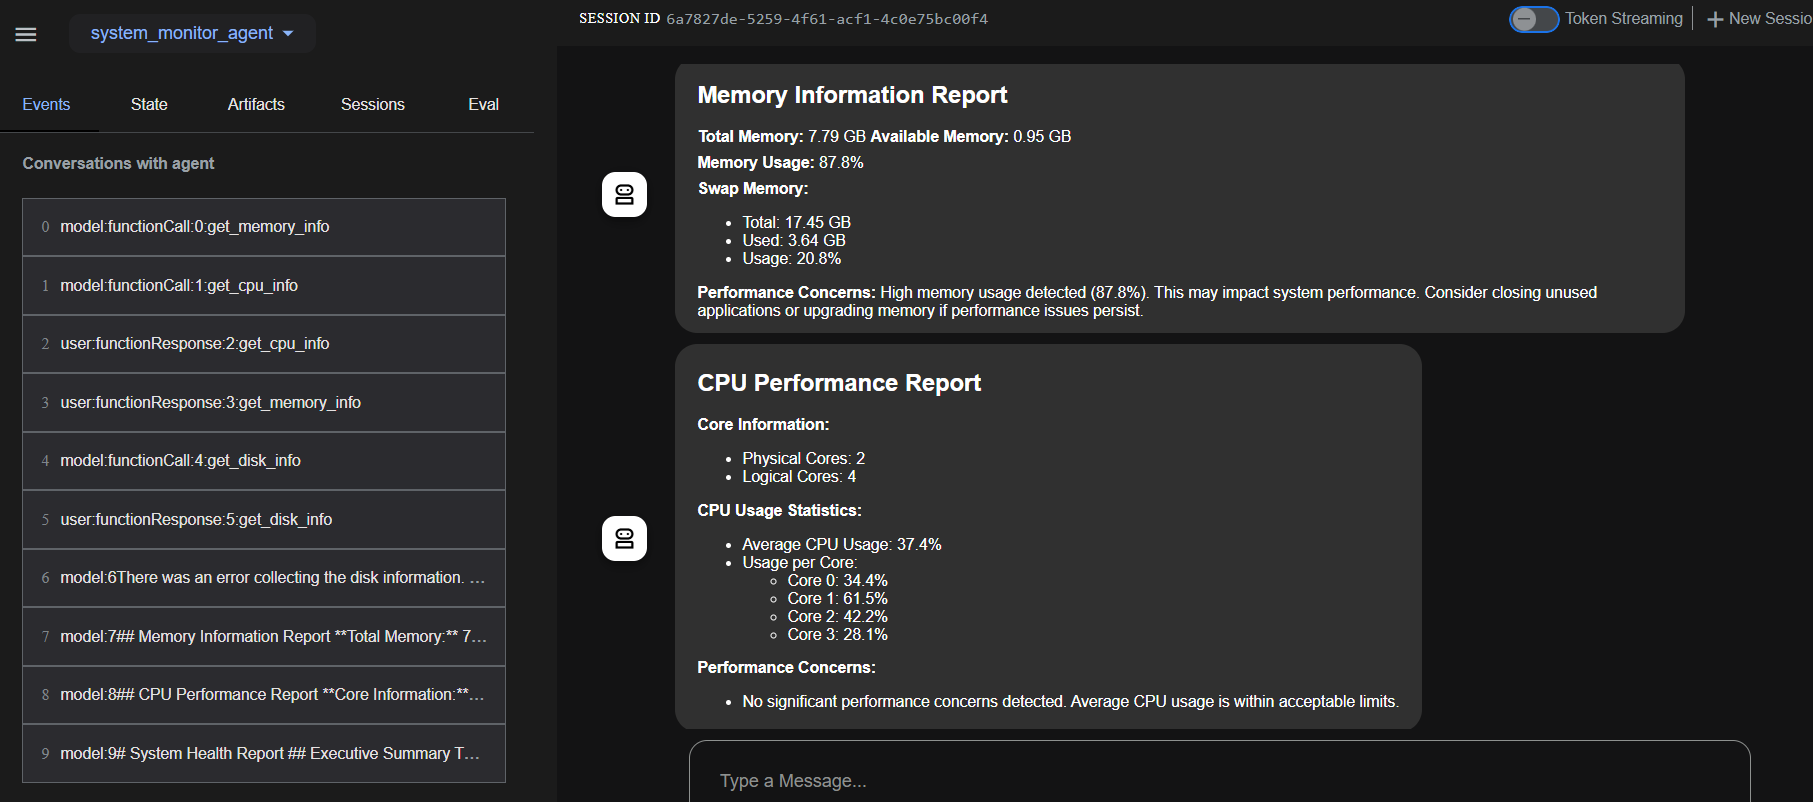 system_monitor_agent
SESSION ID 6a7827de-5259-4f61-acf1-4c0e75bc00f4
Token Streaming
New Sessio
Events State Artifacts Sessions Eval
Conversations with agent
0 model:functionCall:0:get_memory_info
1 model:functionCall:1:get_cpu_info
2 user:functionResponse:2:get_cpu_info
3 user:functionResponse:3:get_memory_info
4 model:functionCall:4:get_disk_info
5 user:functionResponse:5:get_disk_info
6 model:6There was an error collecting the disk information. ...
7 model:7## Memory Information Report **Total Memory:** 7...
8 model:8## CPU Performance Report **Core Information:**...
9 model:9# System Health Report ## Executive Summary T...
Memory Information Report
Total Memory: 7.79 GB Available Memory: 0.95 GB
Memory Usage: 87.8%
Swap Memory:
• Total: 17.45 GB
• Used: 3.64 GB
• Usage: 20.8%
Performance Concerns: High memory usage detected (87.8%). This may impact system performance. Consider closing unused
applications or upgrading memory if performance issues persist.
CPU Performance Report
Core Information:
• Physical Cores: 2
• Logical Cores: 4
CPU Usage Statistics:
• Average CPU Usage: 37.4%
• Usage per Core:
◦ Core 0: 34.4%
◦ Core 1: 61.5%
◦ Core 2: 42.2%
◦ Core 3: 28.1%
Performance Concerns:
• No significant performance concerns detected. Average CPU usage is within acceptable limits.
Type a Message...